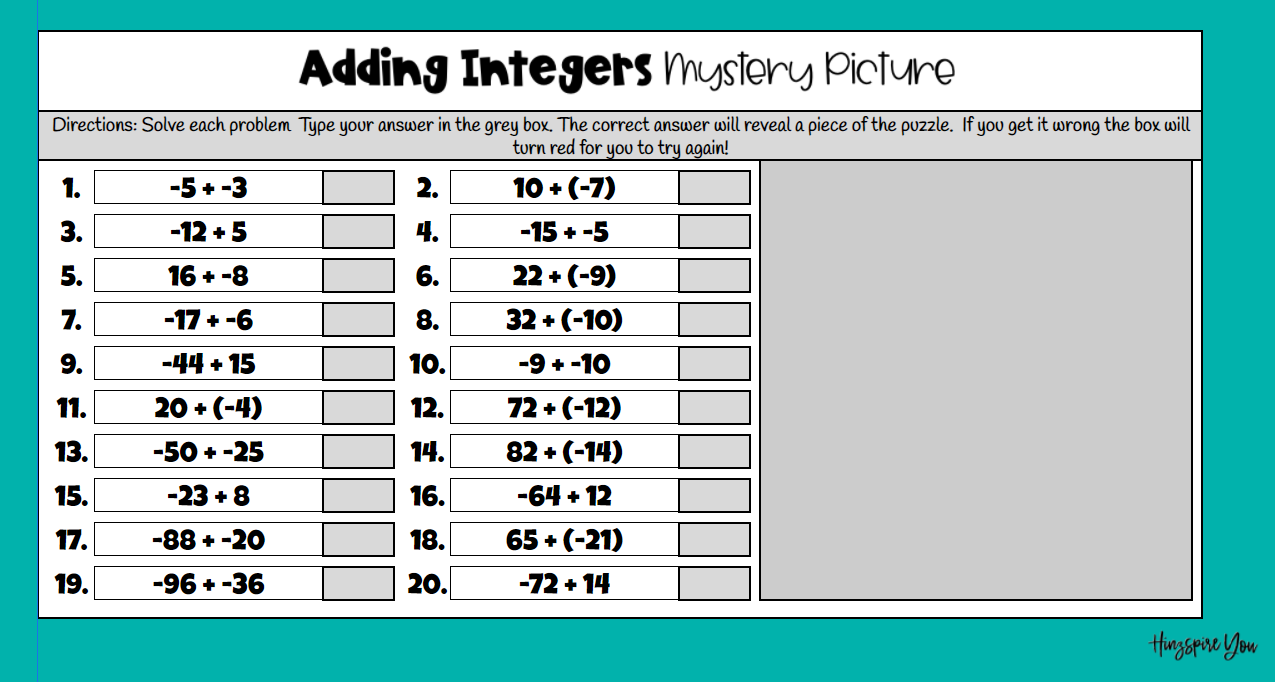 Adding Integers Mystery Picture
Directions: Solve each problem  Type your answer in the grey box. The correct answer will reveal a piece of the puzzle.  If you get it wrong the box will
turn red for you to try again!
1. -5 + -3 2. 10 + (-7)
3. -12 + 5 4. -15 + -5
5. 16 + -8 6. 22 + (-9)
7. -17 + -6 8. 32 + (-10)
9. -44 + 15 10. -9 + -10
11. 20 + (-4) 12. 72 + (-12)
13. -50 + -25 14. 82 + (-14)
15. -23 + 8 16. -64 + 12
17. -88 + -20 18. 65 + (-21)
19. -96 + -36 20. -72 + 14
Hinzspire You